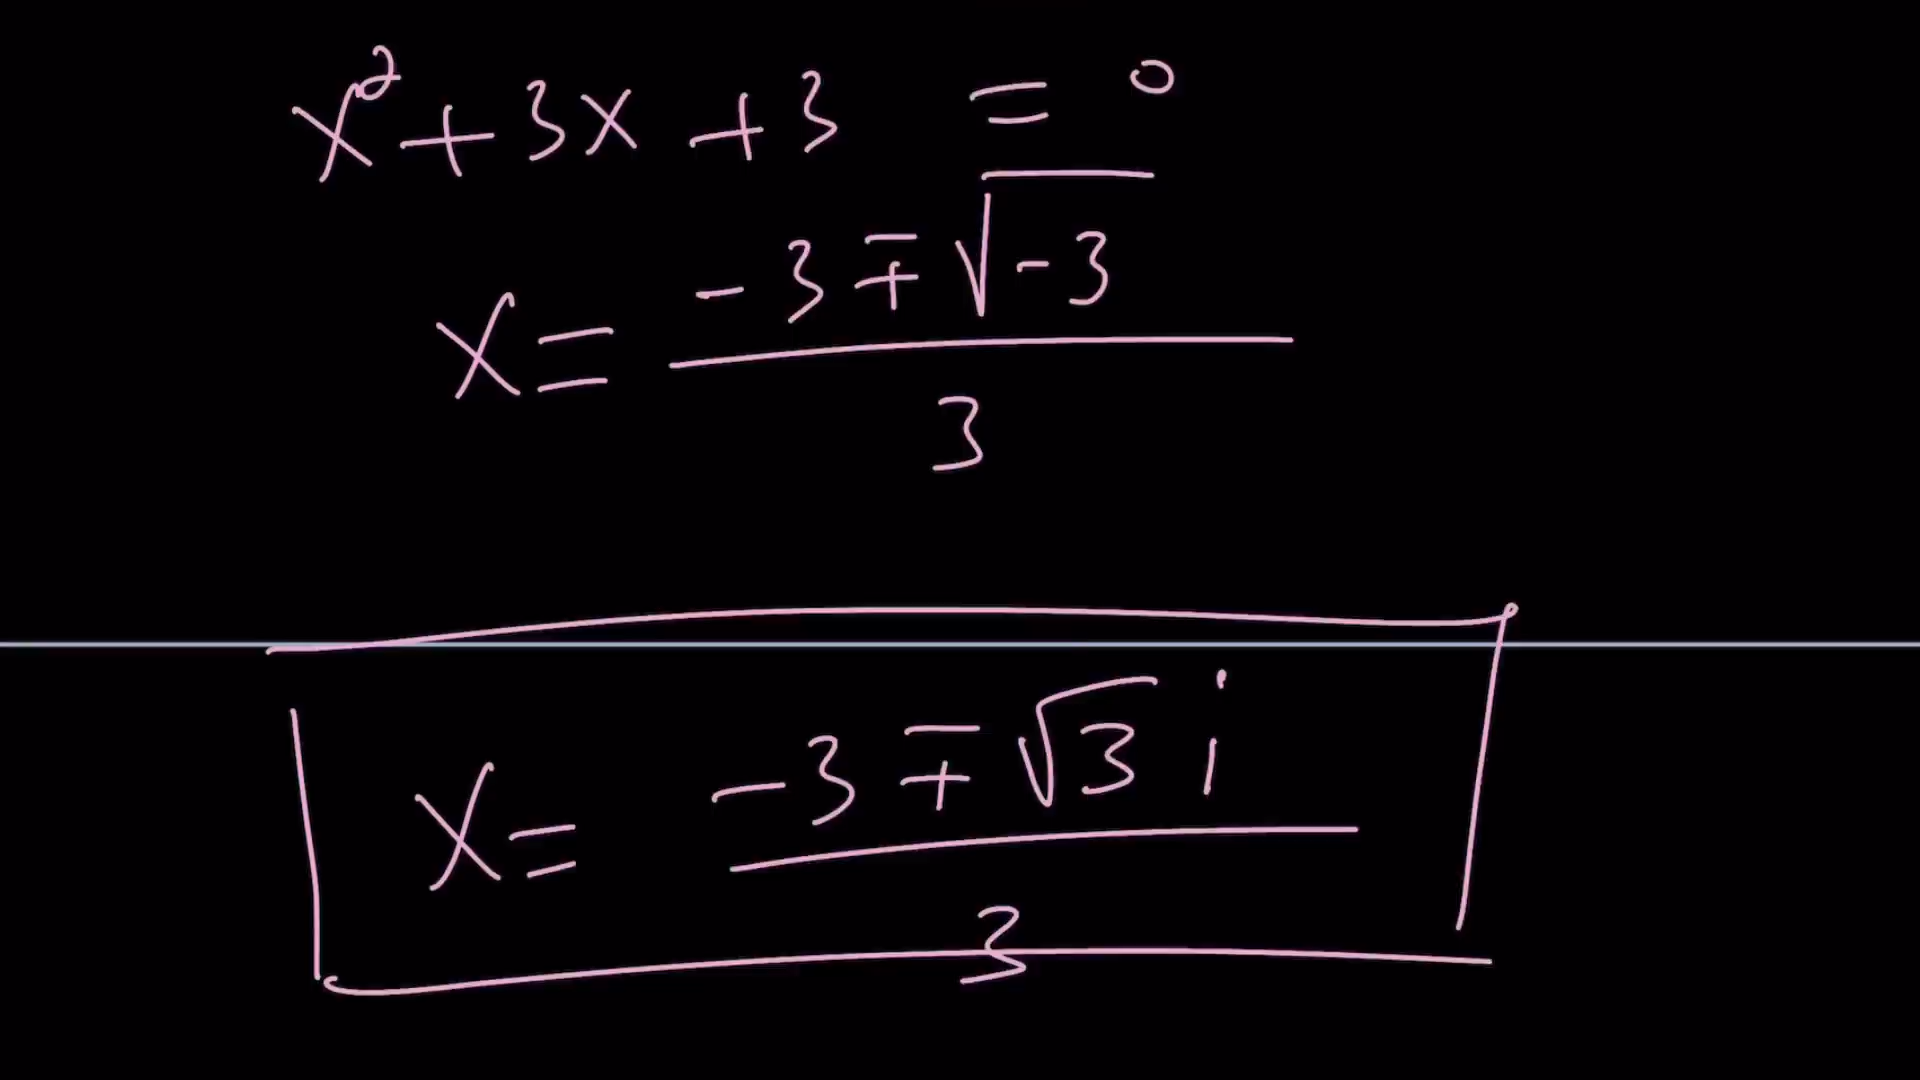 x²+3x+3 = 0
x = (-3 ∓ √-3) / 3
x = (-3 ∓ √3 i) / 3